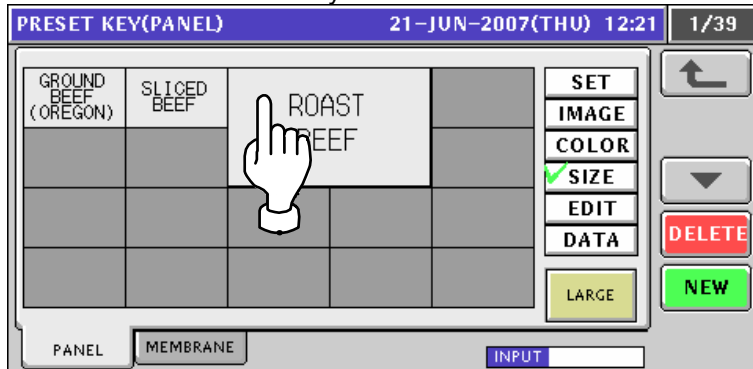 PRESET KEY(PANEL) 21-JUN-2007(THU) 12:21 1/39
GROUND
BEEF
(OREGON)
SLICED
BEEF
ROAST
BEEF
SET
IMAGE
COLOR
SIZE
EDIT
DATA
LARGE
DELETE
NEW
PANEL
MEMBRANE
INPUT